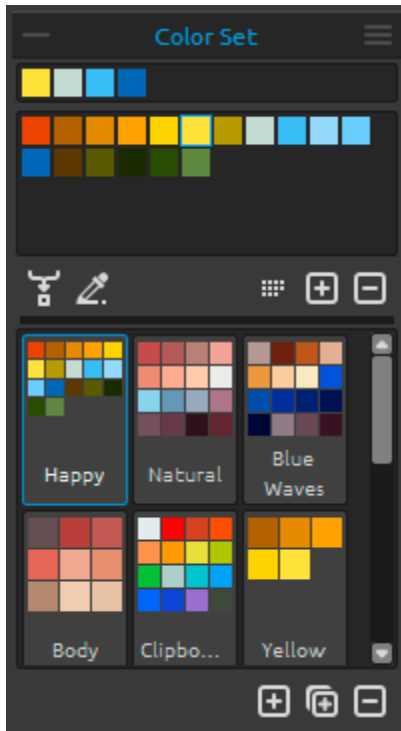 Color Set
Happy
Natural
Blue
Waves
Body
Clipbo...
Yellow